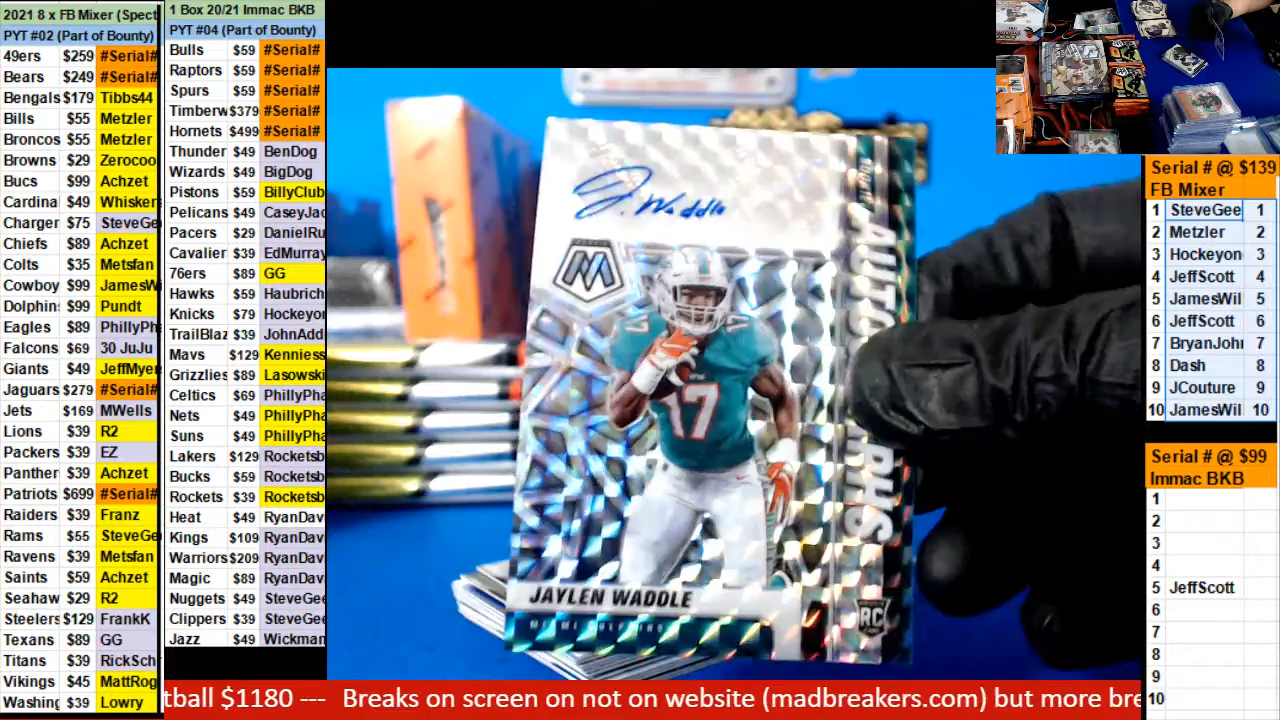 2021 8 x FB Mixer (Spect
PYT #02 (Part of Bounty)
49ers $259 #Serial#
Bears $249 #Serial#
Bengals $179 Tibbs44
Bills $55 Metzler
Broncos $55 Metzler
Browns $29 Zerocoo
Bucs $99 Achzet
Cardina $49 Whisker
Charger $75 SteveGe
Chiefs $89 Achzet
Colts $35 Metsfan
Cowboy $99 JamesWi
Dolphin $99 Pundt
Eagles $89 PhillyPh
Falcons $69 30 JuJu
Giants $49 JeffMyer
Jaguars $279 #Serial#
Jets $169 MWells
Lions $39 R2
Packers $39 EZ
Panther $39 Achzet
Patriots $699 #Serial#
Raiders $39 Franz
Rams $55 SteveGe
Ravens $39 Metsfan
Saints $59 Achzet
Seahaw $29 R2
Steelers $129 FrankK
Texans $89 GG
Titans $39 RickSch
Vikings $45 MattRog
Washing $39 Lowry
1 Box 20/21 Immac BKB
PYT #04 (Part of Bounty)
Bulls $59 #Serial#
Raptors $59 #Serial#
Spurs $59 #Serial#
Timberw $379 #Serial#
Hornets $499 #Serial#
Thunder $49 BenDog
Wizards $49 BigDog
Pistons $59 BillyClub
Pelicans $49 CaseyJac
Pacers $29 DanielRu
Cavalier $39 EdMurray
76ers $89 GG
Hawks $59 Haubrich
Knicks $79 Hockeyor
TrailBlaz $39 JohnAdd
Mavs $129 Kenniess
Grizzlies $89 Lasowski
Celtics $69 PhillyPha
Nets $49 PhillyPha
Suns $49 PhillyPha
Lakers $129 Rocketsb
Bucks $59 Rocketsb
Rockets $39 Rocketsb
Heat $49 RyanDav
Kings $109 RyanDav
Warriors $209 RyanDav
Magic $89 RyanDav
Nuggets $49 SteveGee
Clippers $39 SteveGee
Jazz $49 Wickman
J. Waddle
MOSAIC
M
17
17
17
JAYLEN WADDLE
MIAMI DOLPHINS
RC
Serial # @ $139
FB Mixer
1 SteveGee 1
2 Metzler 2
3 Hockeyon 3
4 JeffScott 4
5 JamesWil 5
6 JeffScott 6
7 BryanJohr 7
8 Dash 8
9 JCouture 9
10 JamesWil 10
Serial # @ $99
Immac BKB
1
2
3
4
5 JeffScott
6
7
8
9
10
tball $1180 --- Breaks on screen on not on website (madbreakers.com) but more bre